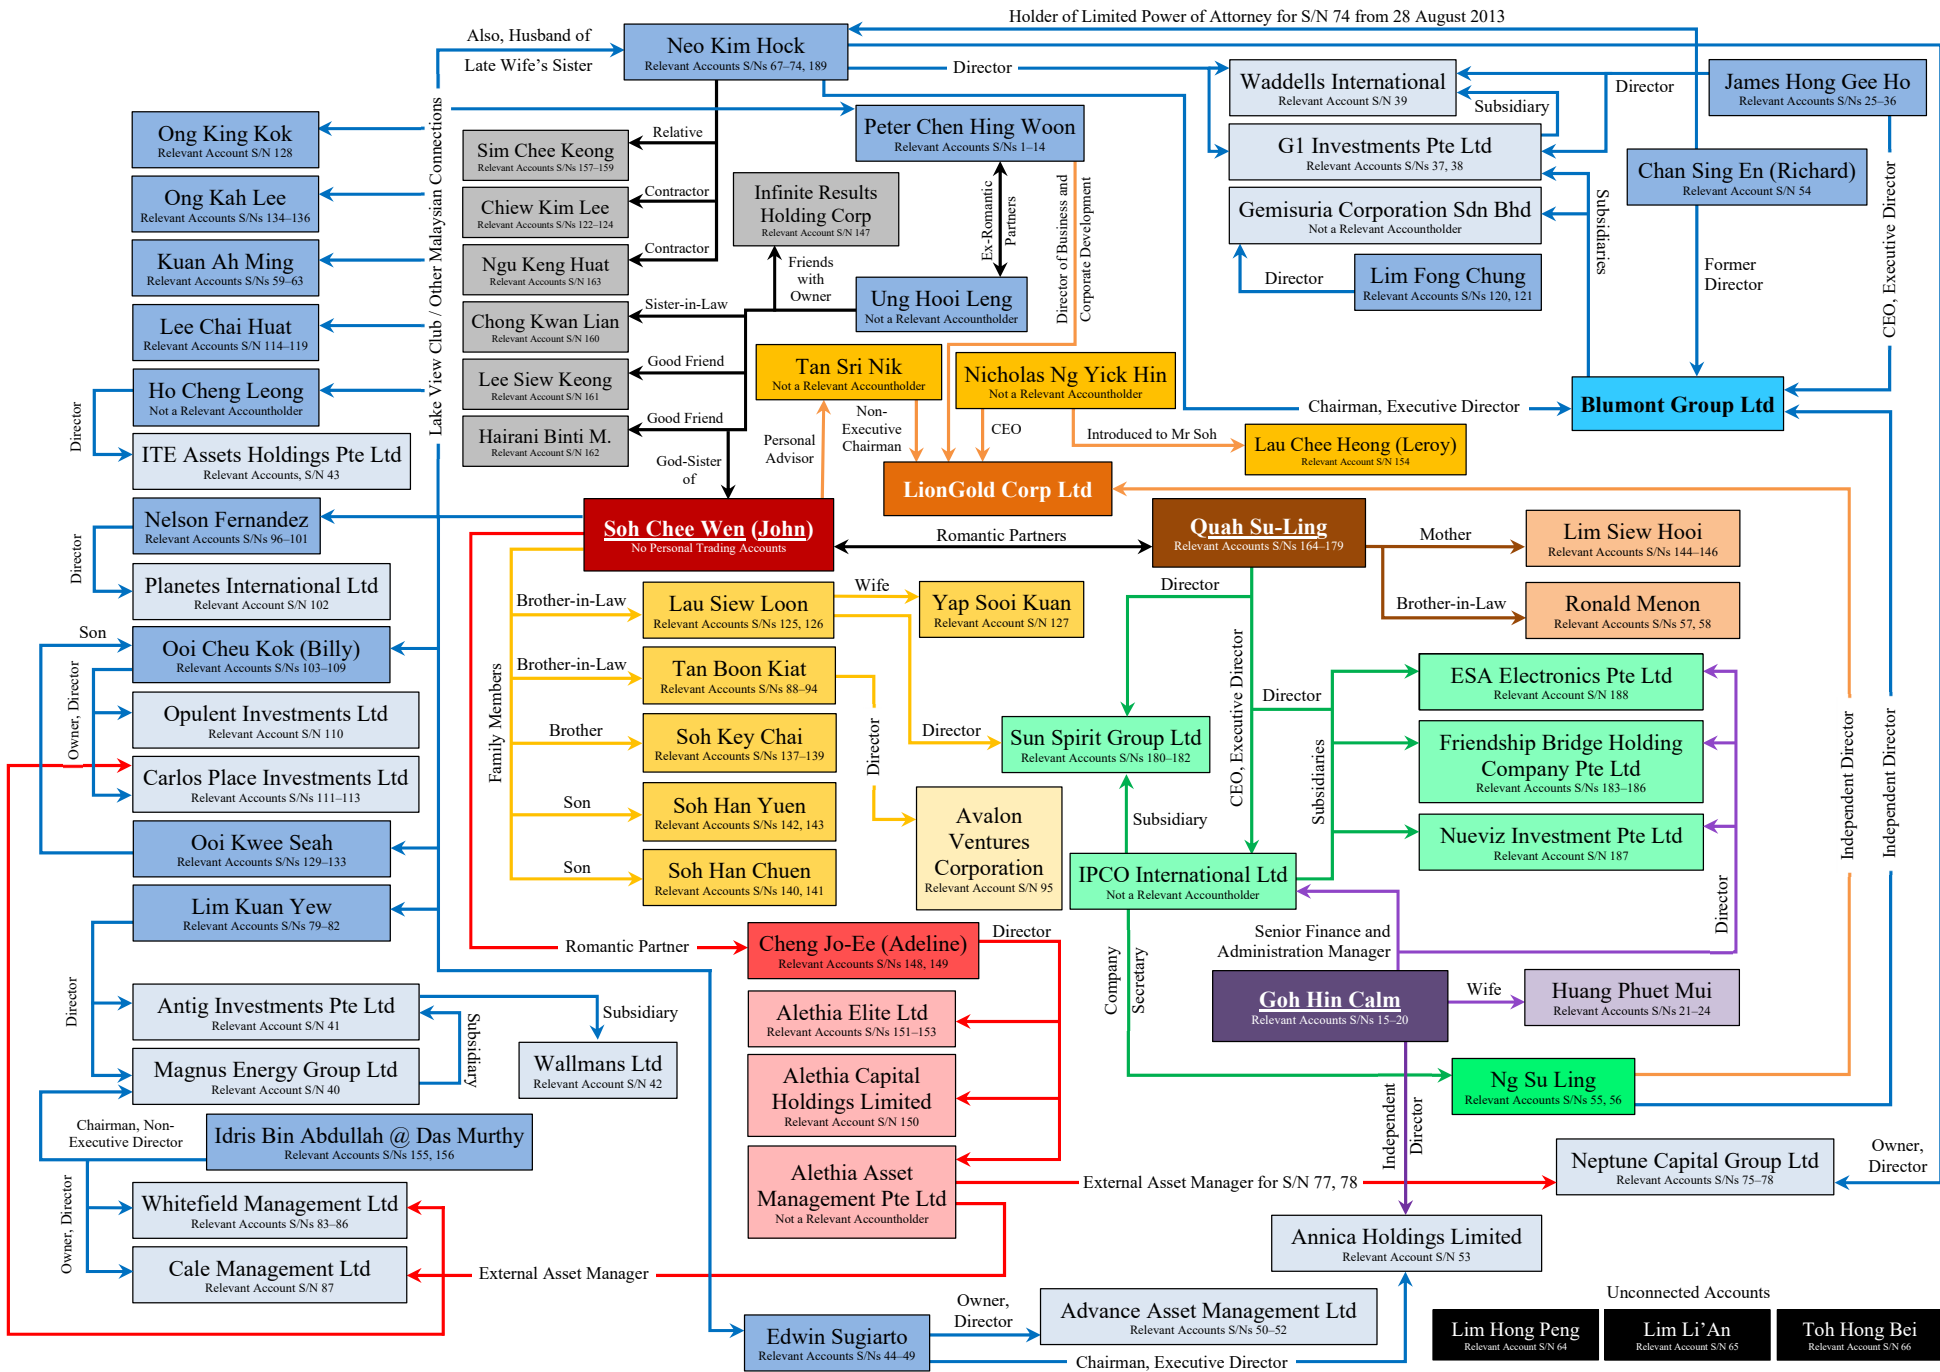 Holder of Limited Power of Attorney for S/N 74 from 28 August 2013
Also, Husband of
Late Wife's Sister
Neo Kim Hock
Relevant Accounts S/Ns 67–74, 189
Director
Waddells International
Relevant Account S/N 39
Director
James Hong Gee Ho
Relevant Accounts S/Ns 25–36
Subsidiary
Ong King Kok
Relevant Account S/N 128
Peter Chen Hing Woon
Relevant Accounts S/Ns 1–14
G1 Investments Pte Ltd
Relevant Accounts S/Ns 37, 38
Relative
Sim Chee Keong
Relevant Accounts S/Ns 157–159
Chan Sing En (Richard)
Relevant Account S/N 54
Ong Kah Lee
Relevant Accounts S/Ns 134–136
Contractor
Chiew Kim Lee
Relevant Accounts S/Ns 122–124
Infinite Results
Holding Corp
Relevant Account S/N 147
Ex-Romantic
Partners
Director of Business and
Corporate Development
Gemisuria Corporation Sdn Bhd
Not a Relevant Accountholder
Subsidiaries
CEO, Executive Director
Kuan Ah Ming
Relevant Accounts S/Ns 59–63
Lake View Club / Other Malaysian Connections
Contractor
Ngu Keng Huat
Relevant Accounts S/N 163
Friends
with
Owner
Director
Lim Fong Chung
Relevant Accounts S/Ns 120, 121
Former
Director
Ung Hooi Leng
Not a Relevant Accountholder
Lee Chai Huat
Relevant Accounts S/N 114–119
Sister-in-Law
Chong Kwan Lian
Relevant Account S/N 160
Good Friend
Lee Siew Keong
Relevant Account S/N 161
Tan Sri Nik
Not a Relevant Accountholder
Nicholas Ng Yick Hin
Not a Relevant Accountholder
Ho Cheng Leong
Not a Relevant Accountholder
Chairman, Executive Director
Blumont Group Ltd
Director
Good Friend
Hairani Binti M.
Relevant Account S/N 162
Personal
Advisor
Non-
Executive
Chairman
CEO
Introduced to Mr Soh
Lau Chee Heong (Leroy)
Relevant Account S/N 154
ITE Assets Holdings Pte Ltd
Relevant Accounts, S/N 43
God-Sister
of
LionGold Corp Ltd
Nelson Fernandez
Relevant Accounts S/Ns 96–101
Soh Chee Wen (John)
No Personal Trading Accounts
Romantic Partners
Quah Su-Ling
Relevant Accounts S/Ns 164–179
Mother
Lim Siew Hooi
Relevant Accounts S/Ns 144–146
Director
Planetes International Ltd
Relevant Account S/N 102
Brother-in-Law
Lau Siew Loon
Relevant Accounts S/Ns 125, 126
Wife
Yap Sooi Kuan
Relevant Account S/N 127
Director
Brother-in-Law
Ronald Menon
Relevant Accounts S/Ns 57, 58
Son
Ooi Cheu Kok (Billy)
Relevant Accounts S/Ns 103–109
Family Members
Brother-in-Law
Tan Boon Kiat
Relevant Accounts S/Ns 88–94
CEO, Executive Director
Director
ESA Electronics Pte Ltd
Relevant Account S/N 188
Owner, Director
Opulent Investments Ltd
Relevant Account S/N 110
Brother
Soh Key Chai
Relevant Accounts S/Ns 137–139
Director
Director
Sun Spirit Group Ltd
Relevant Accounts S/Ns 180–182
Friendship Bridge Holding
Company Pte Ltd
Relevant Accounts S/Ns 183–186
Carlos Place Investments Ltd
Relevant Accounts S/Ns 111–113
Son
Soh Han Yuen
Relevant Accounts S/Ns 142, 143
Avalon
Ventures
Corporation
Relevant Account S/N 95
Subsidiary
Subsidiaries
Nueviz Investment Pte Ltd
Relevant Account S/N 187
Independent Director
Independent Director
Ooi Kwee Seah
Relevant Accounts S/Ns 129–133
Son
Soh Han Chuen
Relevant Accounts S/Ns 140, 141
IPCO International Ltd
Not a Relevant Accountholder
Director
Lim Kuan Yew
Relevant Accounts S/Ns 79–82
Romantic Partner
Cheng Jo-Ee (Adeline)
Relevant Accounts S/Ns 148, 149
Director
Company
Secretary
Senior Finance and
Administration Manager
Director
Antig Investments Pte Ltd
Relevant Account S/N 41
Subsidiary
Subsidiary
Alethia Elite Ltd
Relevant Accounts S/Ns 151–153
Goh Hin Calm
Relevant Accounts S/Ns 15–20
Wife
Huang Phuet Mui
Relevant Accounts S/Ns 21–24
Magnus Energy Group Ltd
Relevant Account S/N 40
Wallmans Ltd
Relevant Account S/N 42
Alethia Capital
Holdings Limited
Relevant Account S/N 150
Ng Su Ling
Relevant Accounts S/Ns 55, 56
Chairman, Non-
Executive Director
Idris Bin Abdullah @ Das Murthy
Relevant Accounts S/Ns 155, 156
Independent
Director
Alethia Asset
Management Pte Ltd
Not a Relevant Accountholder
External Asset Manager for S/N 77, 78
Neptune Capital Group Ltd
Relevant Accounts S/Ns 75–78
Owner,
Director
Owner, Director
Whitefield Management Ltd
Relevant Accounts S/Ns 83–86
Annica Holdings Limited
Relevant Account S/N 53
Cale Management Ltd
Relevant Account S/N 87
External Asset Manager
Edwin Sugiarto
Relevant Accounts S/Ns 44–49
Owner,
Director
Advance Asset Management Ltd
Relevant Accounts S/Ns 50–52
Chairman, Executive Director
Unconnected Accounts
Lim Hong Peng
Relevant Account S/N 64
Lim Li'An
Relevant Account S/N 65
Toh Hong Bei
Relevant Account S/N 66